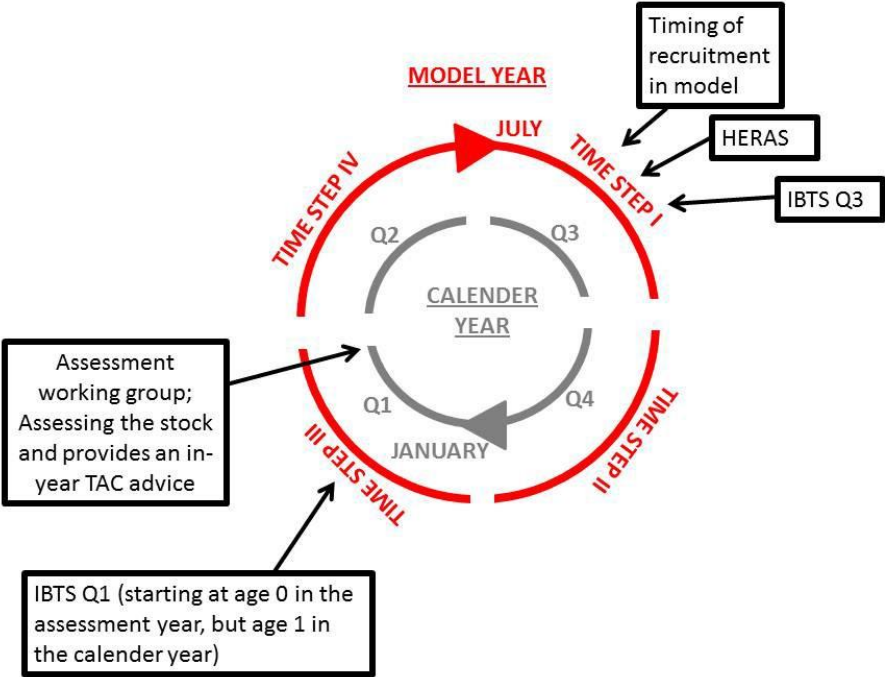 Timing of
recruitment
in model
MODEL YEAR
JULY
HERAS
TIME STEP I
TIME STEP IV
IBTS Q3
Q2
Q3
CALENDER
YEAR
Assessment
working group;
Assessing the stock
and provides an in-
year TAC advice
Q1
Q4
JANUARY
TIME STEP III
TIME STEP II
IBTS Q1 (starting at age 0 in the
assessment year, but age 1 in
the calender year)